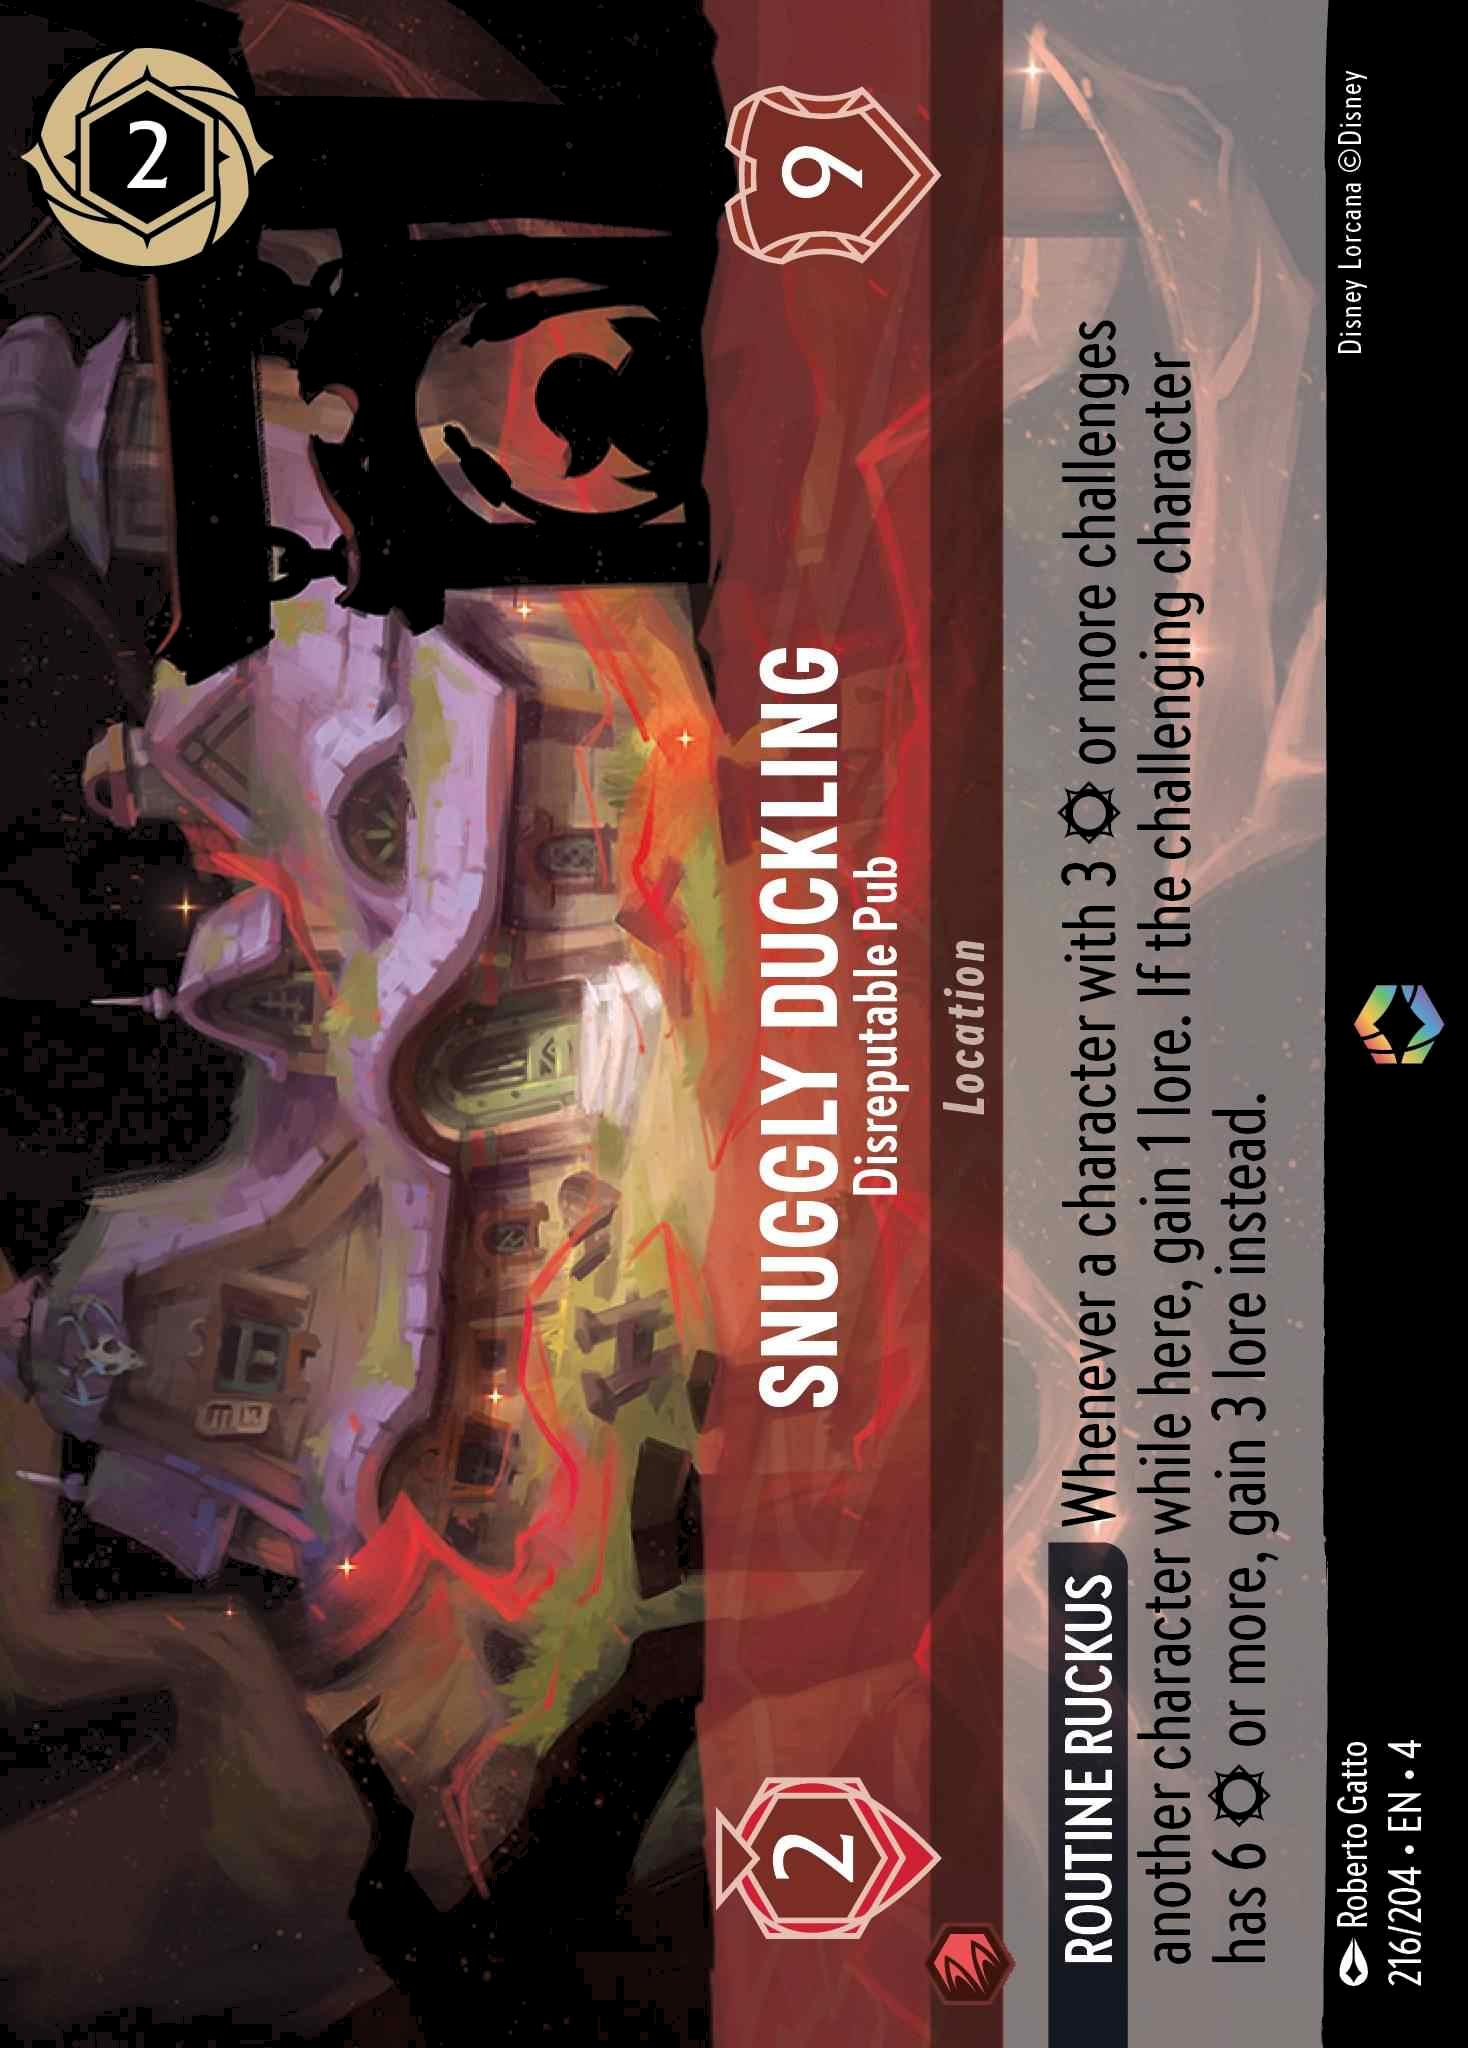 2
SNUGGLY DUCKLING
Disreputable Pub
2
9
Location
ROUTINE RUCKUS Whenever a character with 3 or more challenges
another character while here, gain 1 lore. If the challenging character
has 6 or more, gain 3 lore instead.
Roberto Gatto
216/204 • EN • 4
Disney Lorcana ©Disney